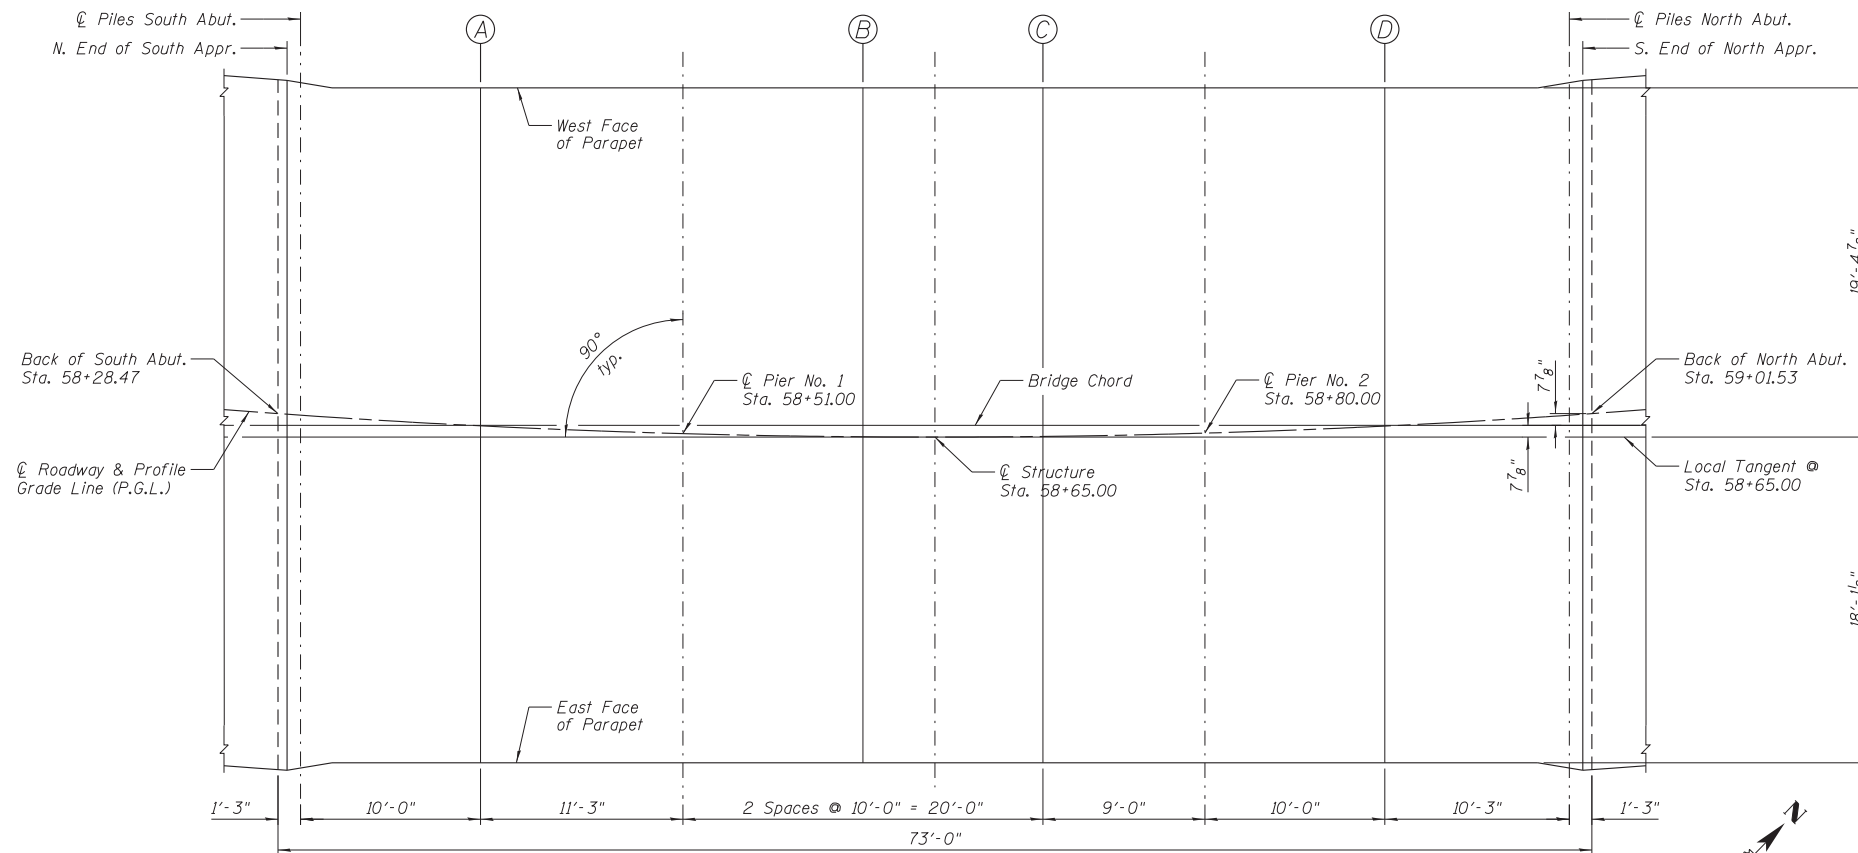 ℄ Piles South Abut.
N. End of South Appr.
A
B
C
D
℄ Piles North Abut.
S. End of North Appr.
West Face
of Parapet
90°
typ.
Back of South Abut.
Sta. 58+28.47
℄ Pier No. 1
Sta. 58+51.00
Bridge Chord
℄ Pier No. 2
Sta. 58+80.00
7 7/8"
Back of North Abut.
Sta. 59+01.53
℄ Roadway & Profile
Grade Line (P.G.L.)
℄ Structure
Sta. 58+65.00
7 7/8"
Local Tangent @
Sta. 58+65.00
East Face
of Parapet
1'-3"
10'-0"
11'-3"
2 Spaces @ 10'-0" = 20'-0"
9'-0"
10'-0"
10'-3"
1'-3"
73'-0"
N